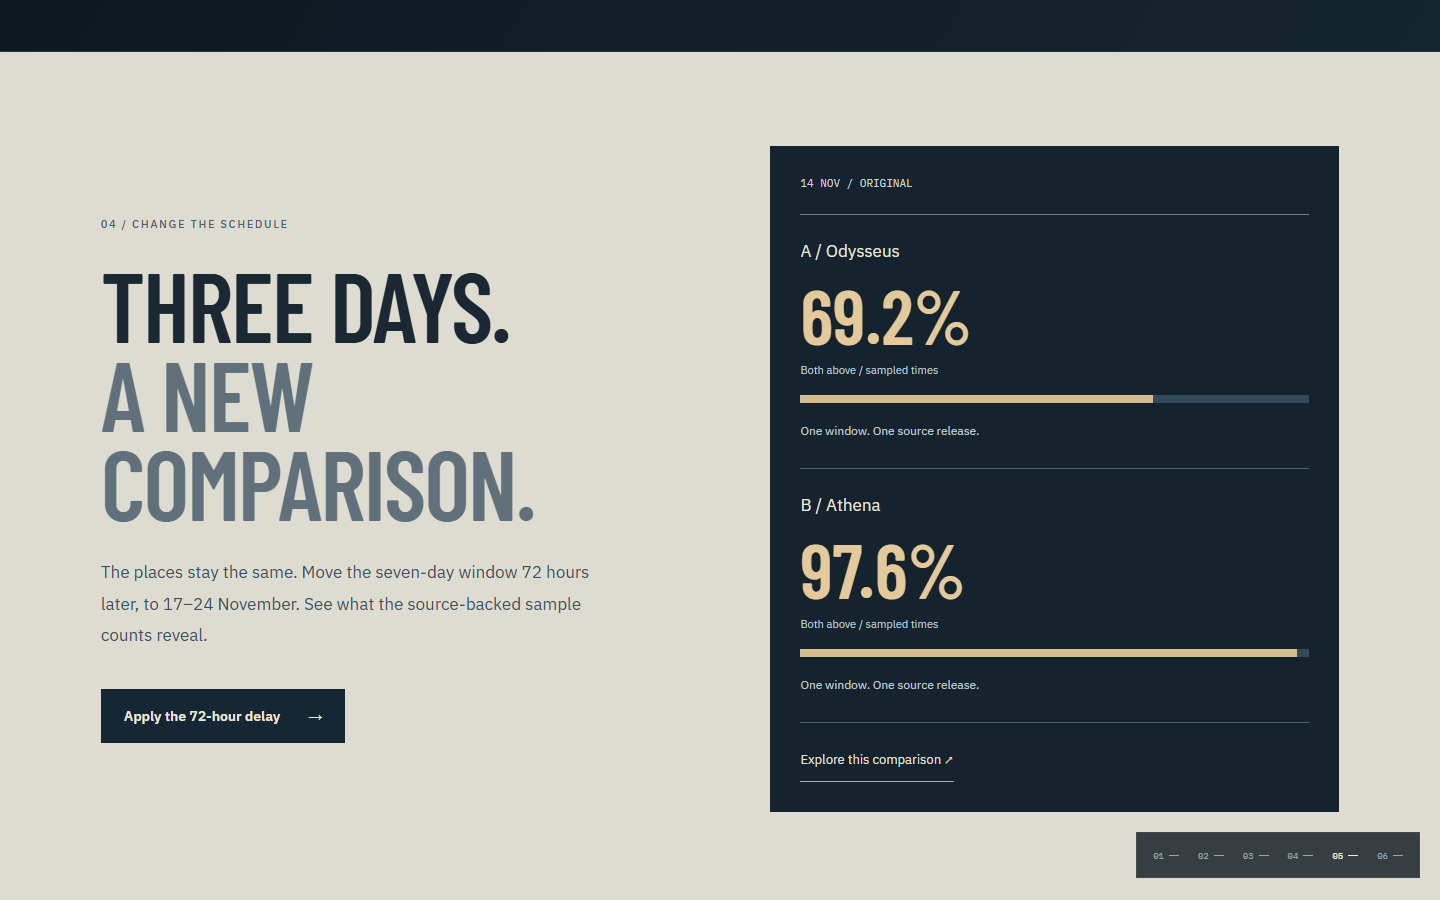 04 / CHANGE THE SCHEDULE
THREE DAYS.
A NEW
COMPARISON.
The places stay the same. Move the seven-day window 72 hours
later, to 17–24 November. See what the source-backed sample
counts reveal.
Apply the 72-hour delay →
14 NOV / ORIGINAL
A / Odysseus
69.2%
Both above / sampled times
One window. One source release.
B / Athena
97.6%
Both above / sampled times
One window. One source release.
Explore this comparison ↗
01 — 02 — 03 — 04 — 05 — 06 —